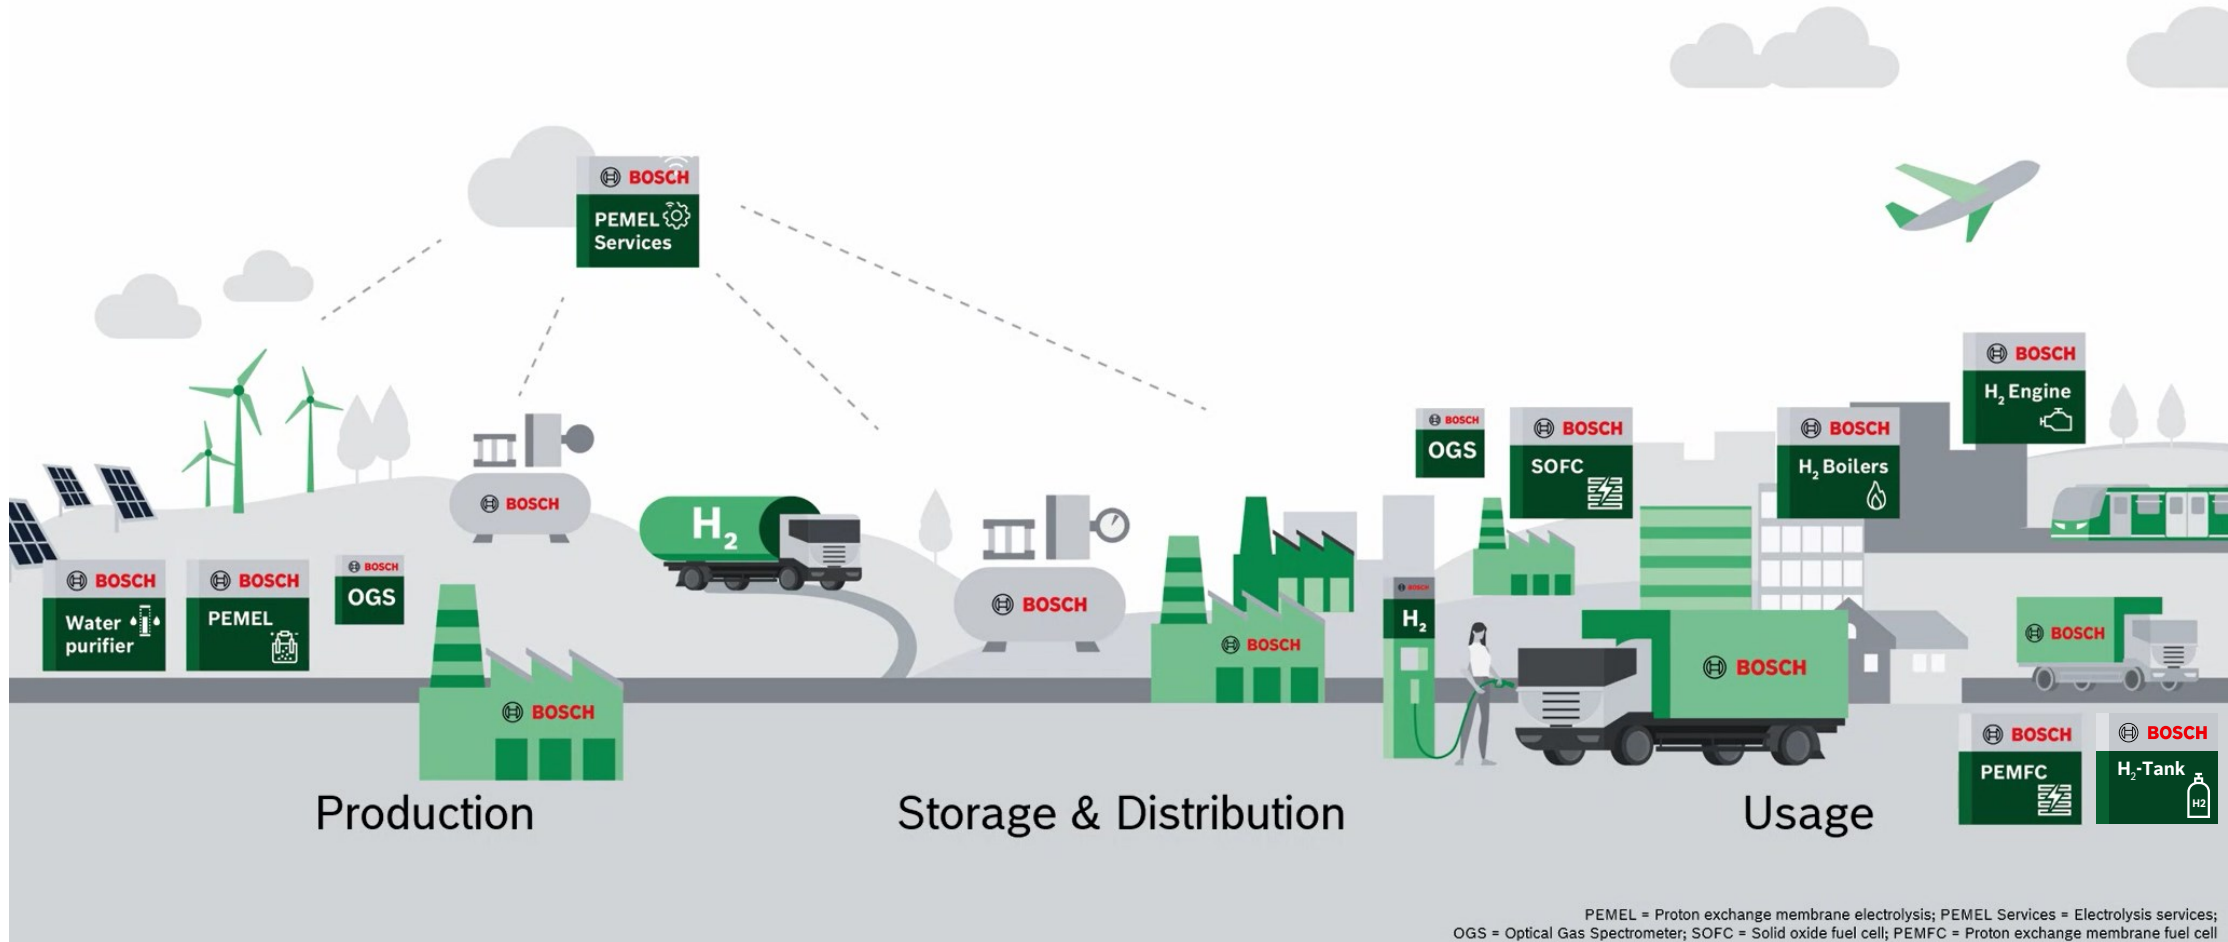 BOSCH
PEMEL
Services
BOSCH
H₂ Engine
BOSCH
OGS
BOSCH
SOFC
BOSCH
H₂ Boilers
BOSCH
H₂
BOSCH
BOSCH
Water
purifier
BOSCH
PEMEL
BOSCH
OGS
BOSCH
BOSCH
H₂
BOSCH
BOSCH
BOSCH
BOSCH
BOSCH
PEMFC
BOSCH
H₂-Tank
H2
Production
Storage & Distribution
Usage
PEMEL = Proton exchange membrane electrolysis; PEMEL Services = Electrolysis services;
OGS = Optical Gas Spectrometer; SOFC = Solid oxide fuel cell; PEMFC = Proton exchange membrane fuel cell